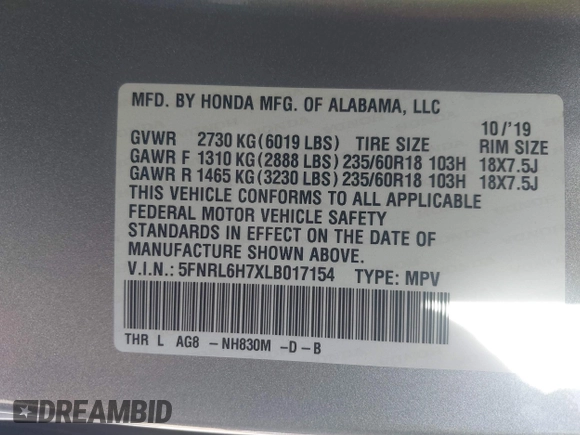 MFD. BY HONDA MFG. OF ALABAMA, LLC
10/'19
GVWR 2730 KG (6019 LBS) TIRE SIZE RIM SIZE
GAWR F 1310 KG (2888 LBS) 235/60R18 103H 18X7.5J
GAWR R 1465 KG (3230 LBS) 235/60R18 103H 18X7.5J
THIS VEHICLE CONFORMS TO ALL APPLICABLE
FEDERAL MOTOR VEHICLE SAFETY
STANDARDS IN EFFECT ON THE DATE OF
MANUFACTURE SHOWN ABOVE.
V.I.N.: 5FNRL6H7XLB017154 TYPE: MPV
THR L AG8 -NH830M -D-B
DREAMBID